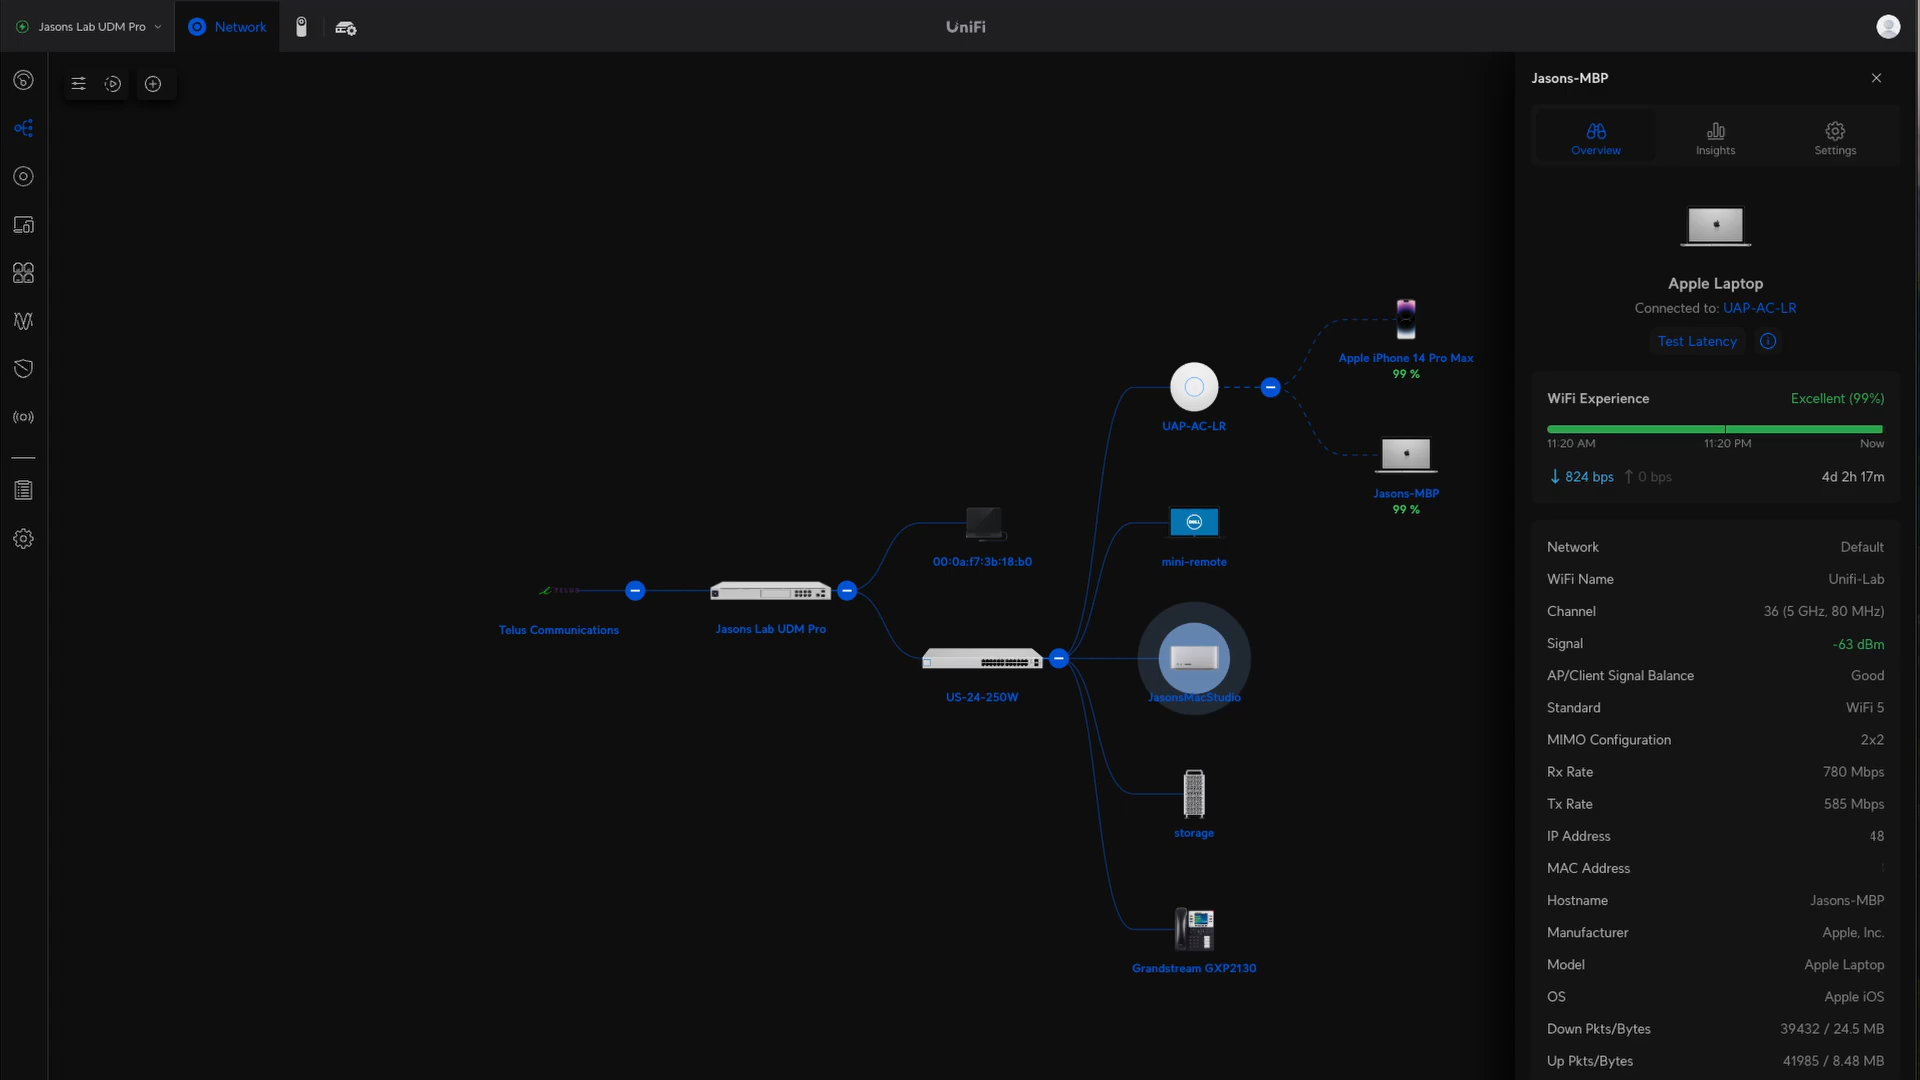 Jasons Lab UDM Pro
Network
UniFi
Jasons-MBP
Overview
Insights
Settings
Apple Laptop
Connected to: UAP-AC-LR
Test Latency
WiFi Experience Excellent (99%)
11:20 AM 11:20 PM Now
824 bps 0 bps 4d 2h 17m
Network Default
WiFi Name Unifi-Lab
Channel 36 (5 GHz, 80 MHz)
Signal -63 dBm
AP/Client Signal Balance Good
Standard WiFi 5
MIMO Configuration 2x2
Rx Rate 780 Mbps
Tx Rate 585 Mbps
IP Address 48
MAC Address
Hostname Jasons-MBP
Manufacturer Apple, Inc.
Model Apple Laptop
OS Apple iOS
Down Pkts/Bytes 39432 / 24.5 MB
Up Pkts/Bytes 41985 / 8.48 MB
Apple iPhone 14 Pro Max
99 %
UAP-AC-LR
Jasons-MBP
99 %
DELL
mini-remote
00:0a:f7:3b:18:b0
TELUS
Telus Communications
Jasons Lab UDM Pro
US-24-250W
JasonsMacStudio
storage
Grandstream GXP2130